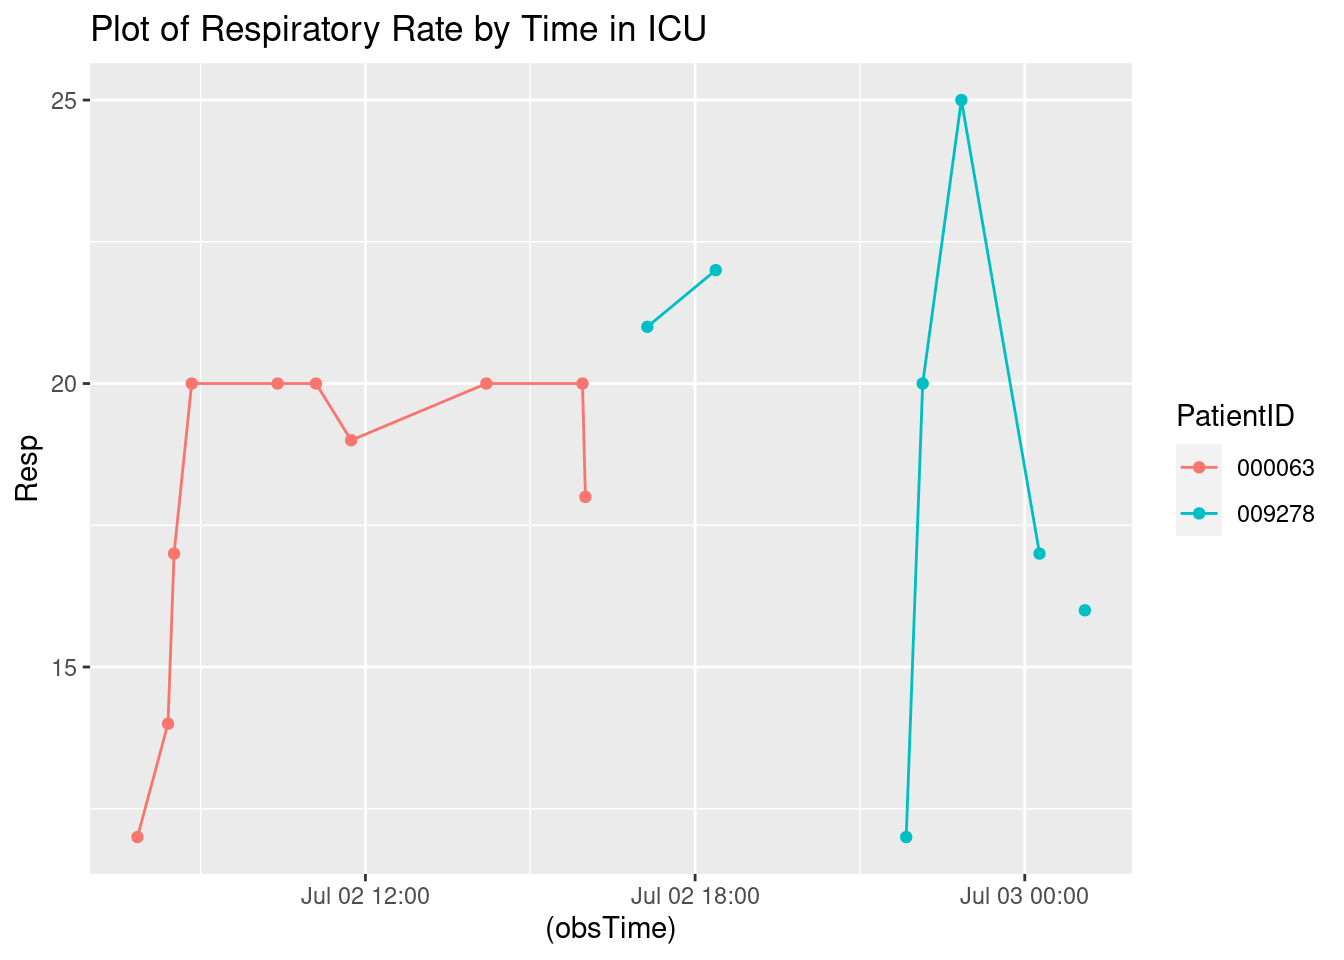 Plot of Respiratory Rate by Time in ICU
25
20
15
Resp
Jul 02 12:00
Jul 02 18:00
Jul 03 00:00
(obsTime)
PatientID
000063
009278